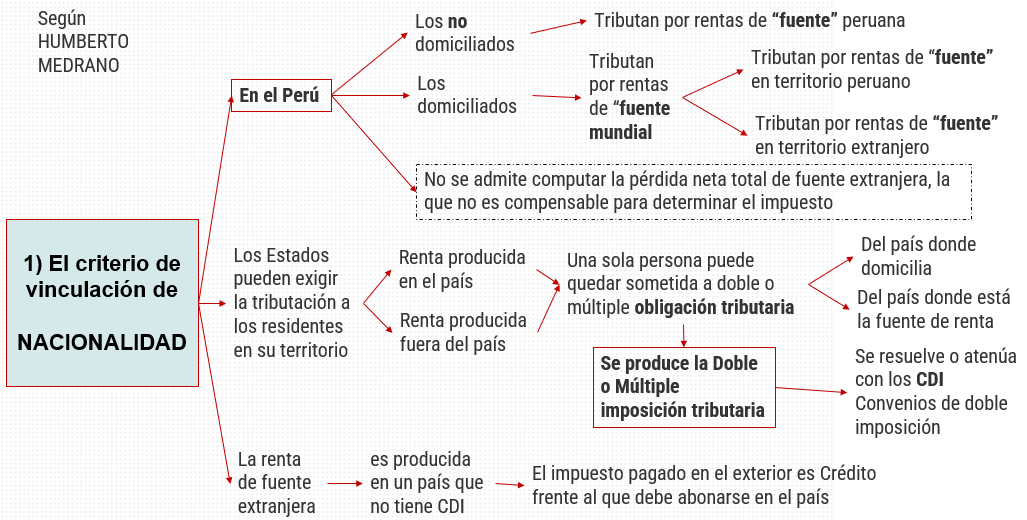 Según
HUMBERTO
MEDRANO
1) El criterio de
vinculación de
NACIONALIDAD
En el Perú
Los no
domiciliados
Tributan por rentas de “fuente” peruana
Los
domiciliados
Tributan
por rentas
de “fuente
mundial
Tributan por rentas de “fuente”
en territorio peruano
Tributan por rentas de “fuente”
en territorio extranjero
No se admite computar la pérdida neta total de fuente extranjera, la
que no es compensable para determinar el impuesto
Los Estados
pueden exigir
la tributación a
los residentes
en su territorio
Renta producida
en el país
Renta producida
fuera del país
Una sola persona puede
quedar sometida a doble o
múltiple obligación tributaria
Del país donde
domicilia
Del país donde está
la fuente de renta
Se produce la Doble
o Múltiple
imposición tributaria
Se resuelve o atenúa
con los CDI
Convenios de doble
imposición
La renta
de fuente
extranjera
es producida
en un país que
no tiene CDI
El impuesto pagado en el exterior es Crédito
frente al que debe abonarse en el país